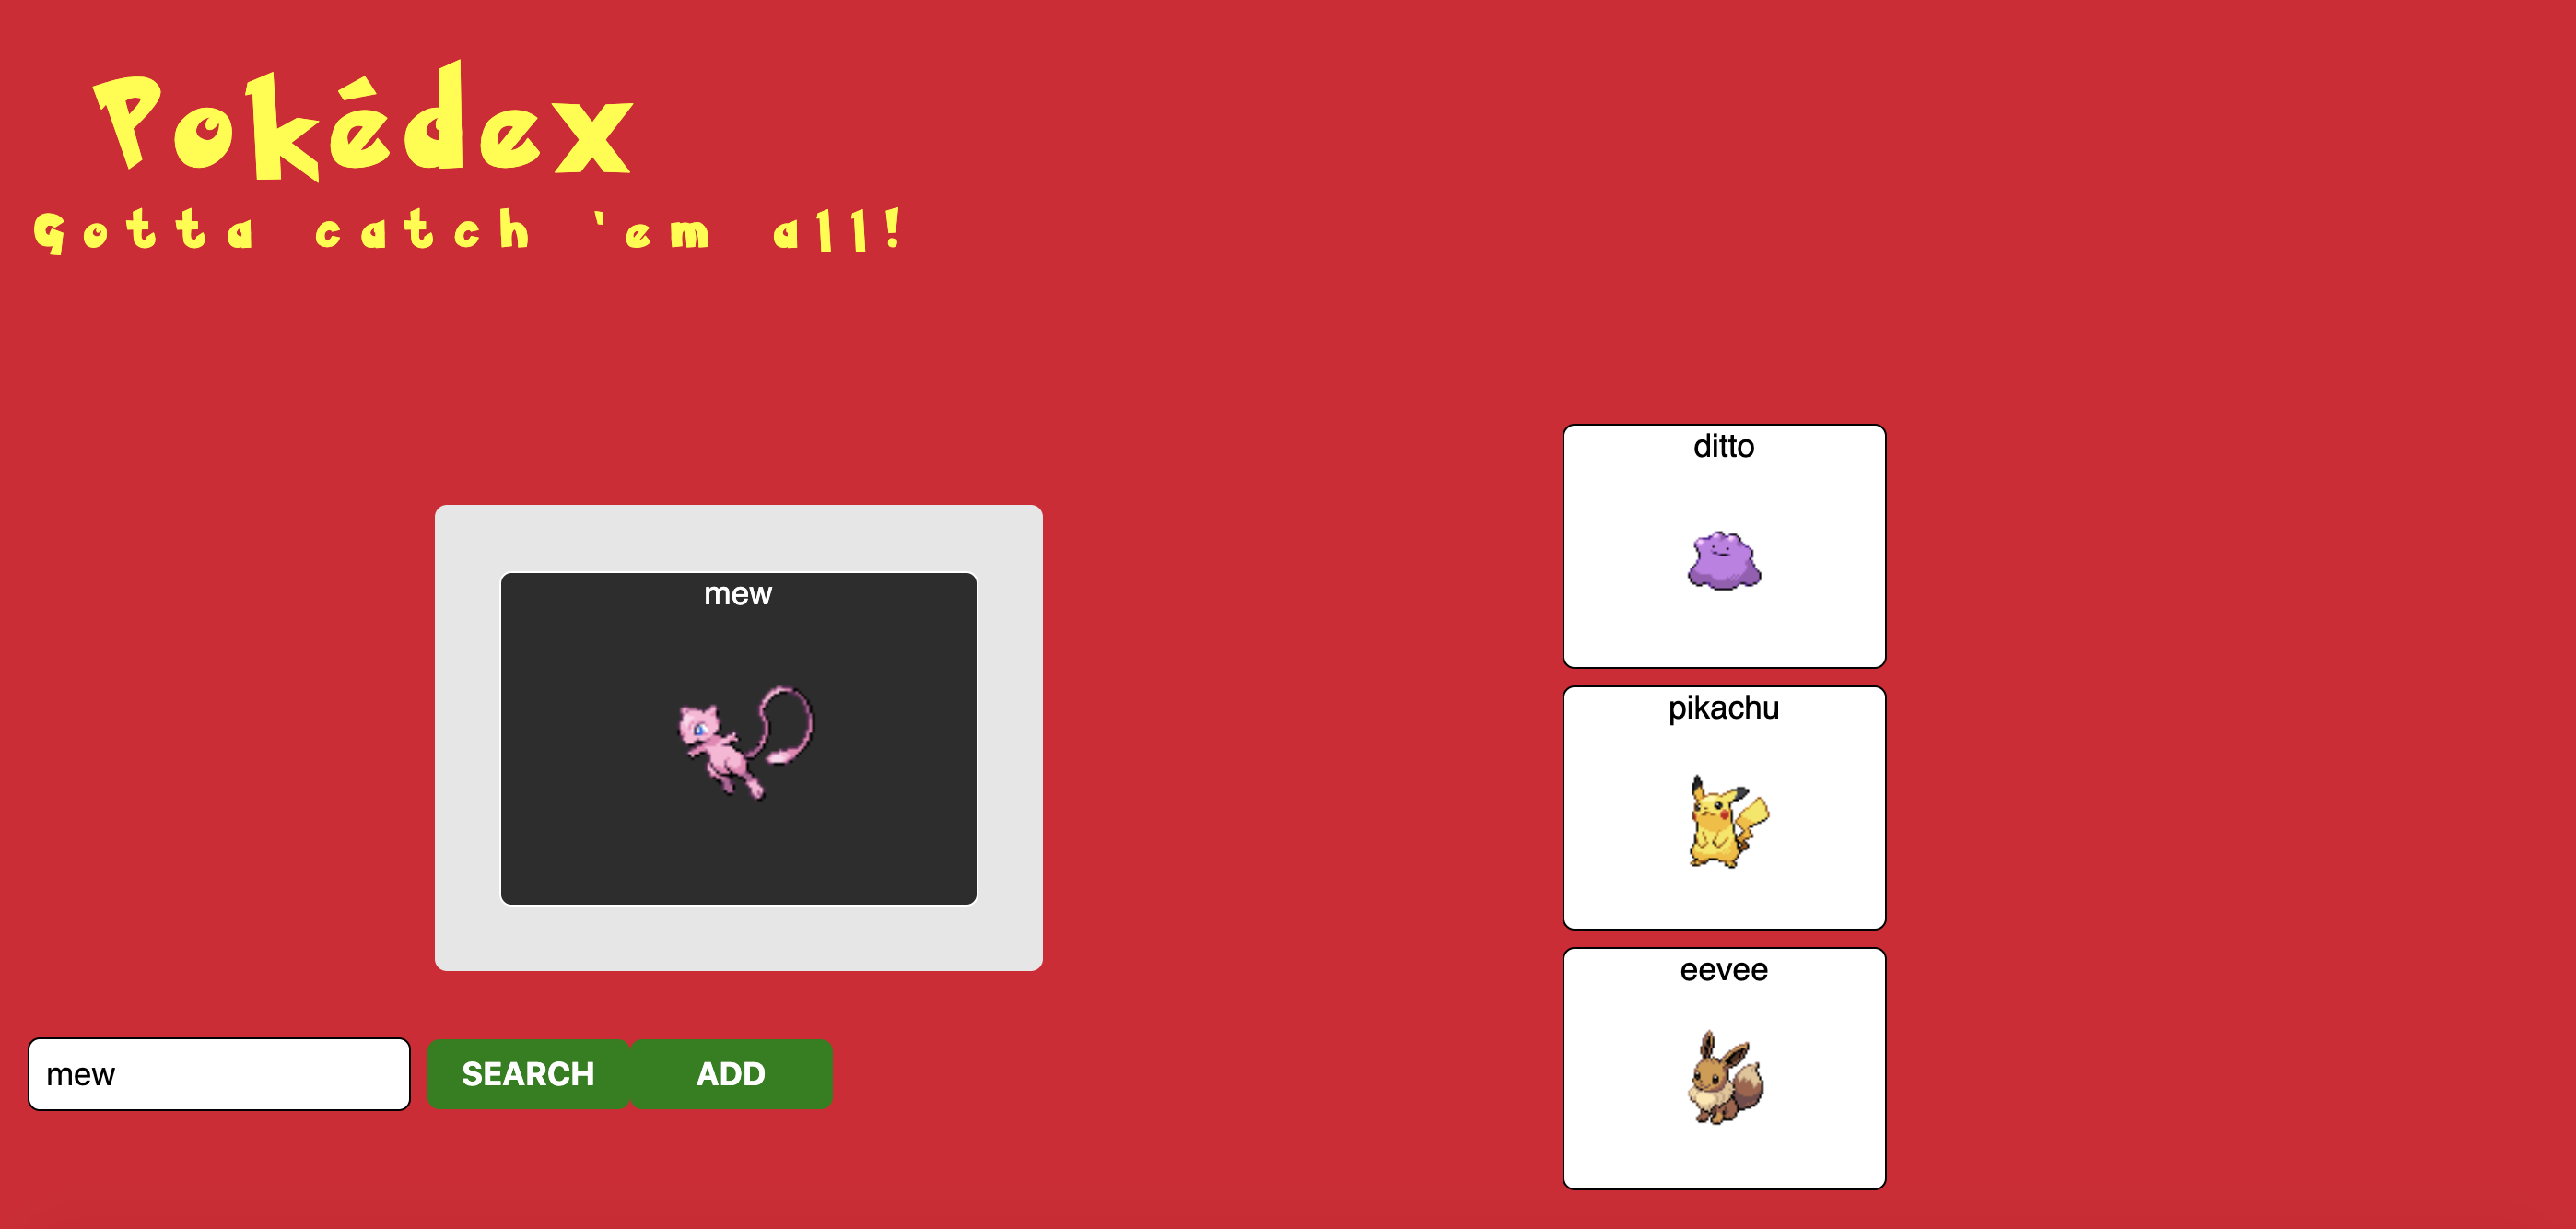 Pokédex
Gotta catch 'em all!
mew
mew
SEARCH
ADD
ditto
pikachu
eevee